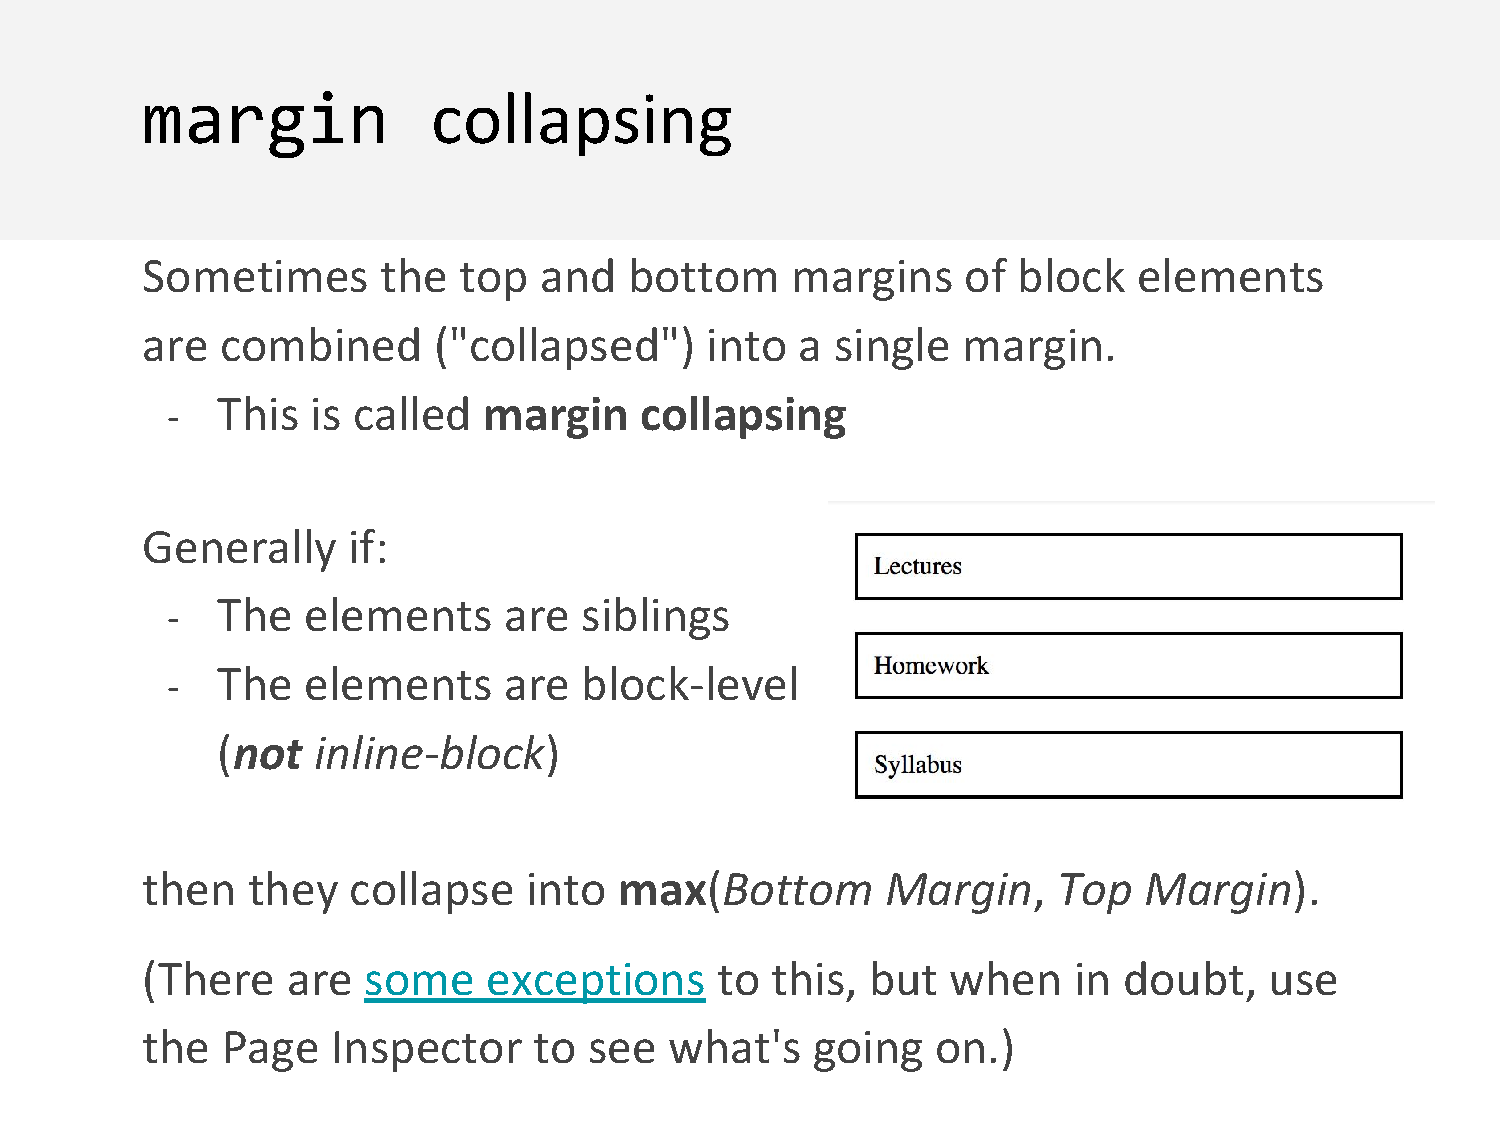 margin collapsing
Sometimes the top and bottom margins of block elements
are combined ("collapsed") into a single margin.
- This is called margin collapsing
Generally if:
- The elements are siblings
- The elements are block-level
(not inline-block)
Lectures
Homework
Syllabus
then they collapse into max(Bottom Margin, Top Margin).
(There are some exceptions to this, but when in doubt, use
the Page Inspector to see what's going on.)